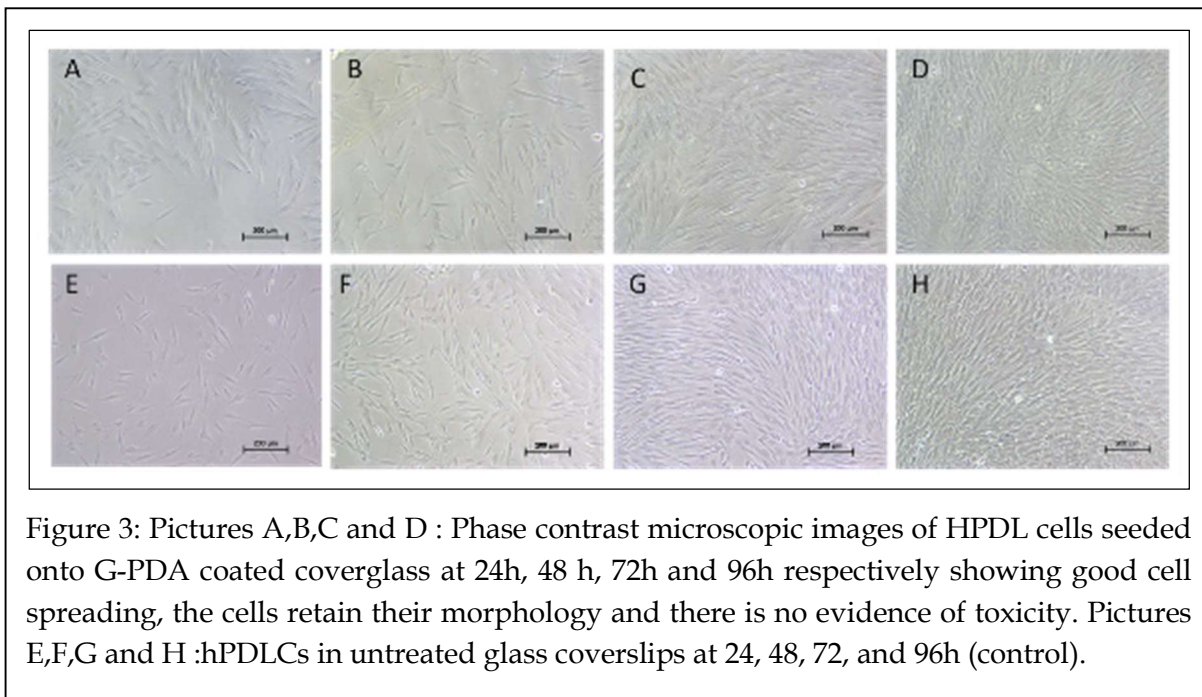 A
B
C
D
E
F
G
H
Figure 3: Pictures A,B,C and D : Phase contrast microscopic images of HPDL cells seeded
onto G-PDA coated coverglass at 24h, 48 h, 72h and 96h respectively showing good cell
spreading, the cells retain their morphology and there is no evidence of toxicity. Pictures
E,F,G and H :hPDLCs in untreated glass coverslips at 24, 48, 72, and 96h (control).